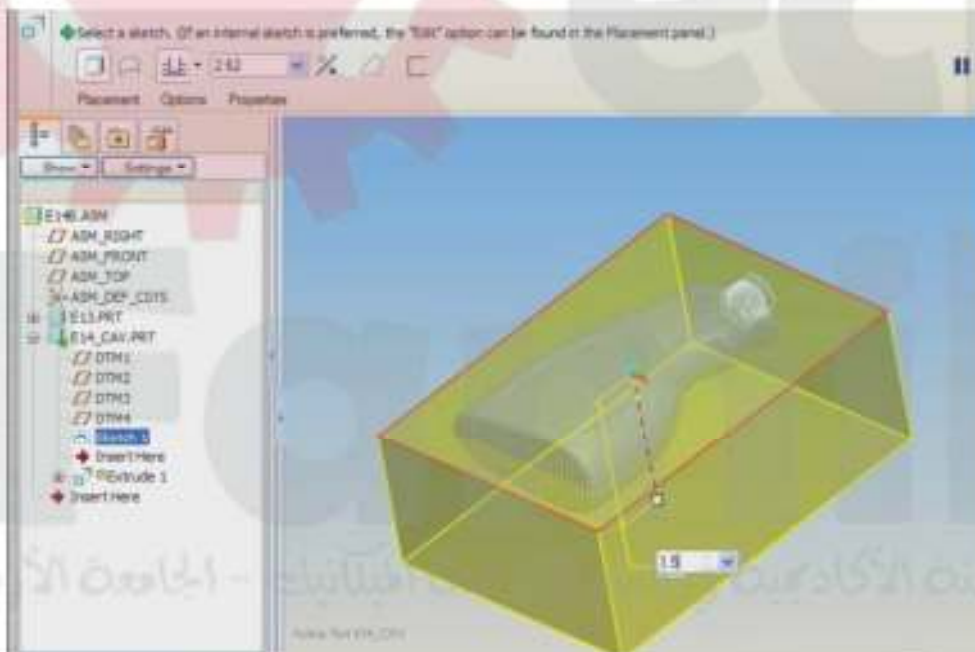 Select a sketch. (If an internal sketch is preferred, the "Edit" option can be found in the Placement panel.)
2.62
Placement Options Properties
Show Settings
E14B.ASM
ASM_RIGHT
ASM_FRONT
ASM_TOP
ASM_DEF_CSYS
E13.PRT
E14_CAV.PRT
DTM1
DTM2
DTM3
DTM4
Sketch 1
Insert Here
Extrude 1
Insert Here
1.5
الجامعة